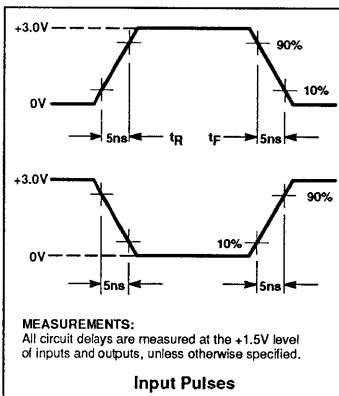 +3.0V
90%
10%
0V
5ns tR tF 5ns
+3.0V
90%
10%
0V
5ns 5ns
MEASUREMENTS:
All circuit delays are measured at the +1.5V level
of inputs and outputs, unless otherwise specified.
Input Pulses